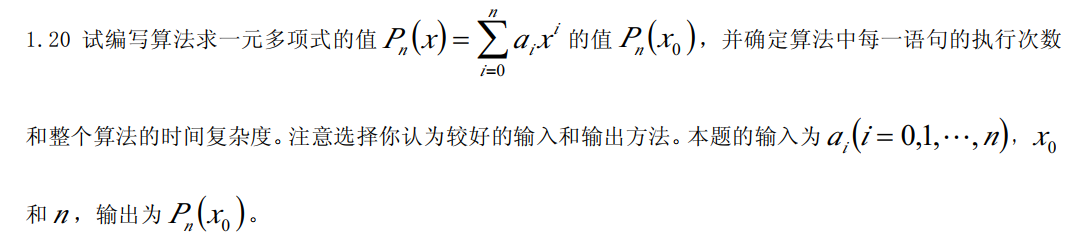 1.20 试编写算法求一元多项式的值 $P_n(x)=\sum_{i=0}^{n}a_i x^i$ 的值 $P_n(x_0)$，并确定算法中每一语句的执行次数
和整个算法的时间复杂度。注意选择你认为较好的输入和输出方法。本题的输入为 $a_i(i=0,1,\cdots,n)$，$x_0$
和 $n$，输出为 $P_n(x_0)$。